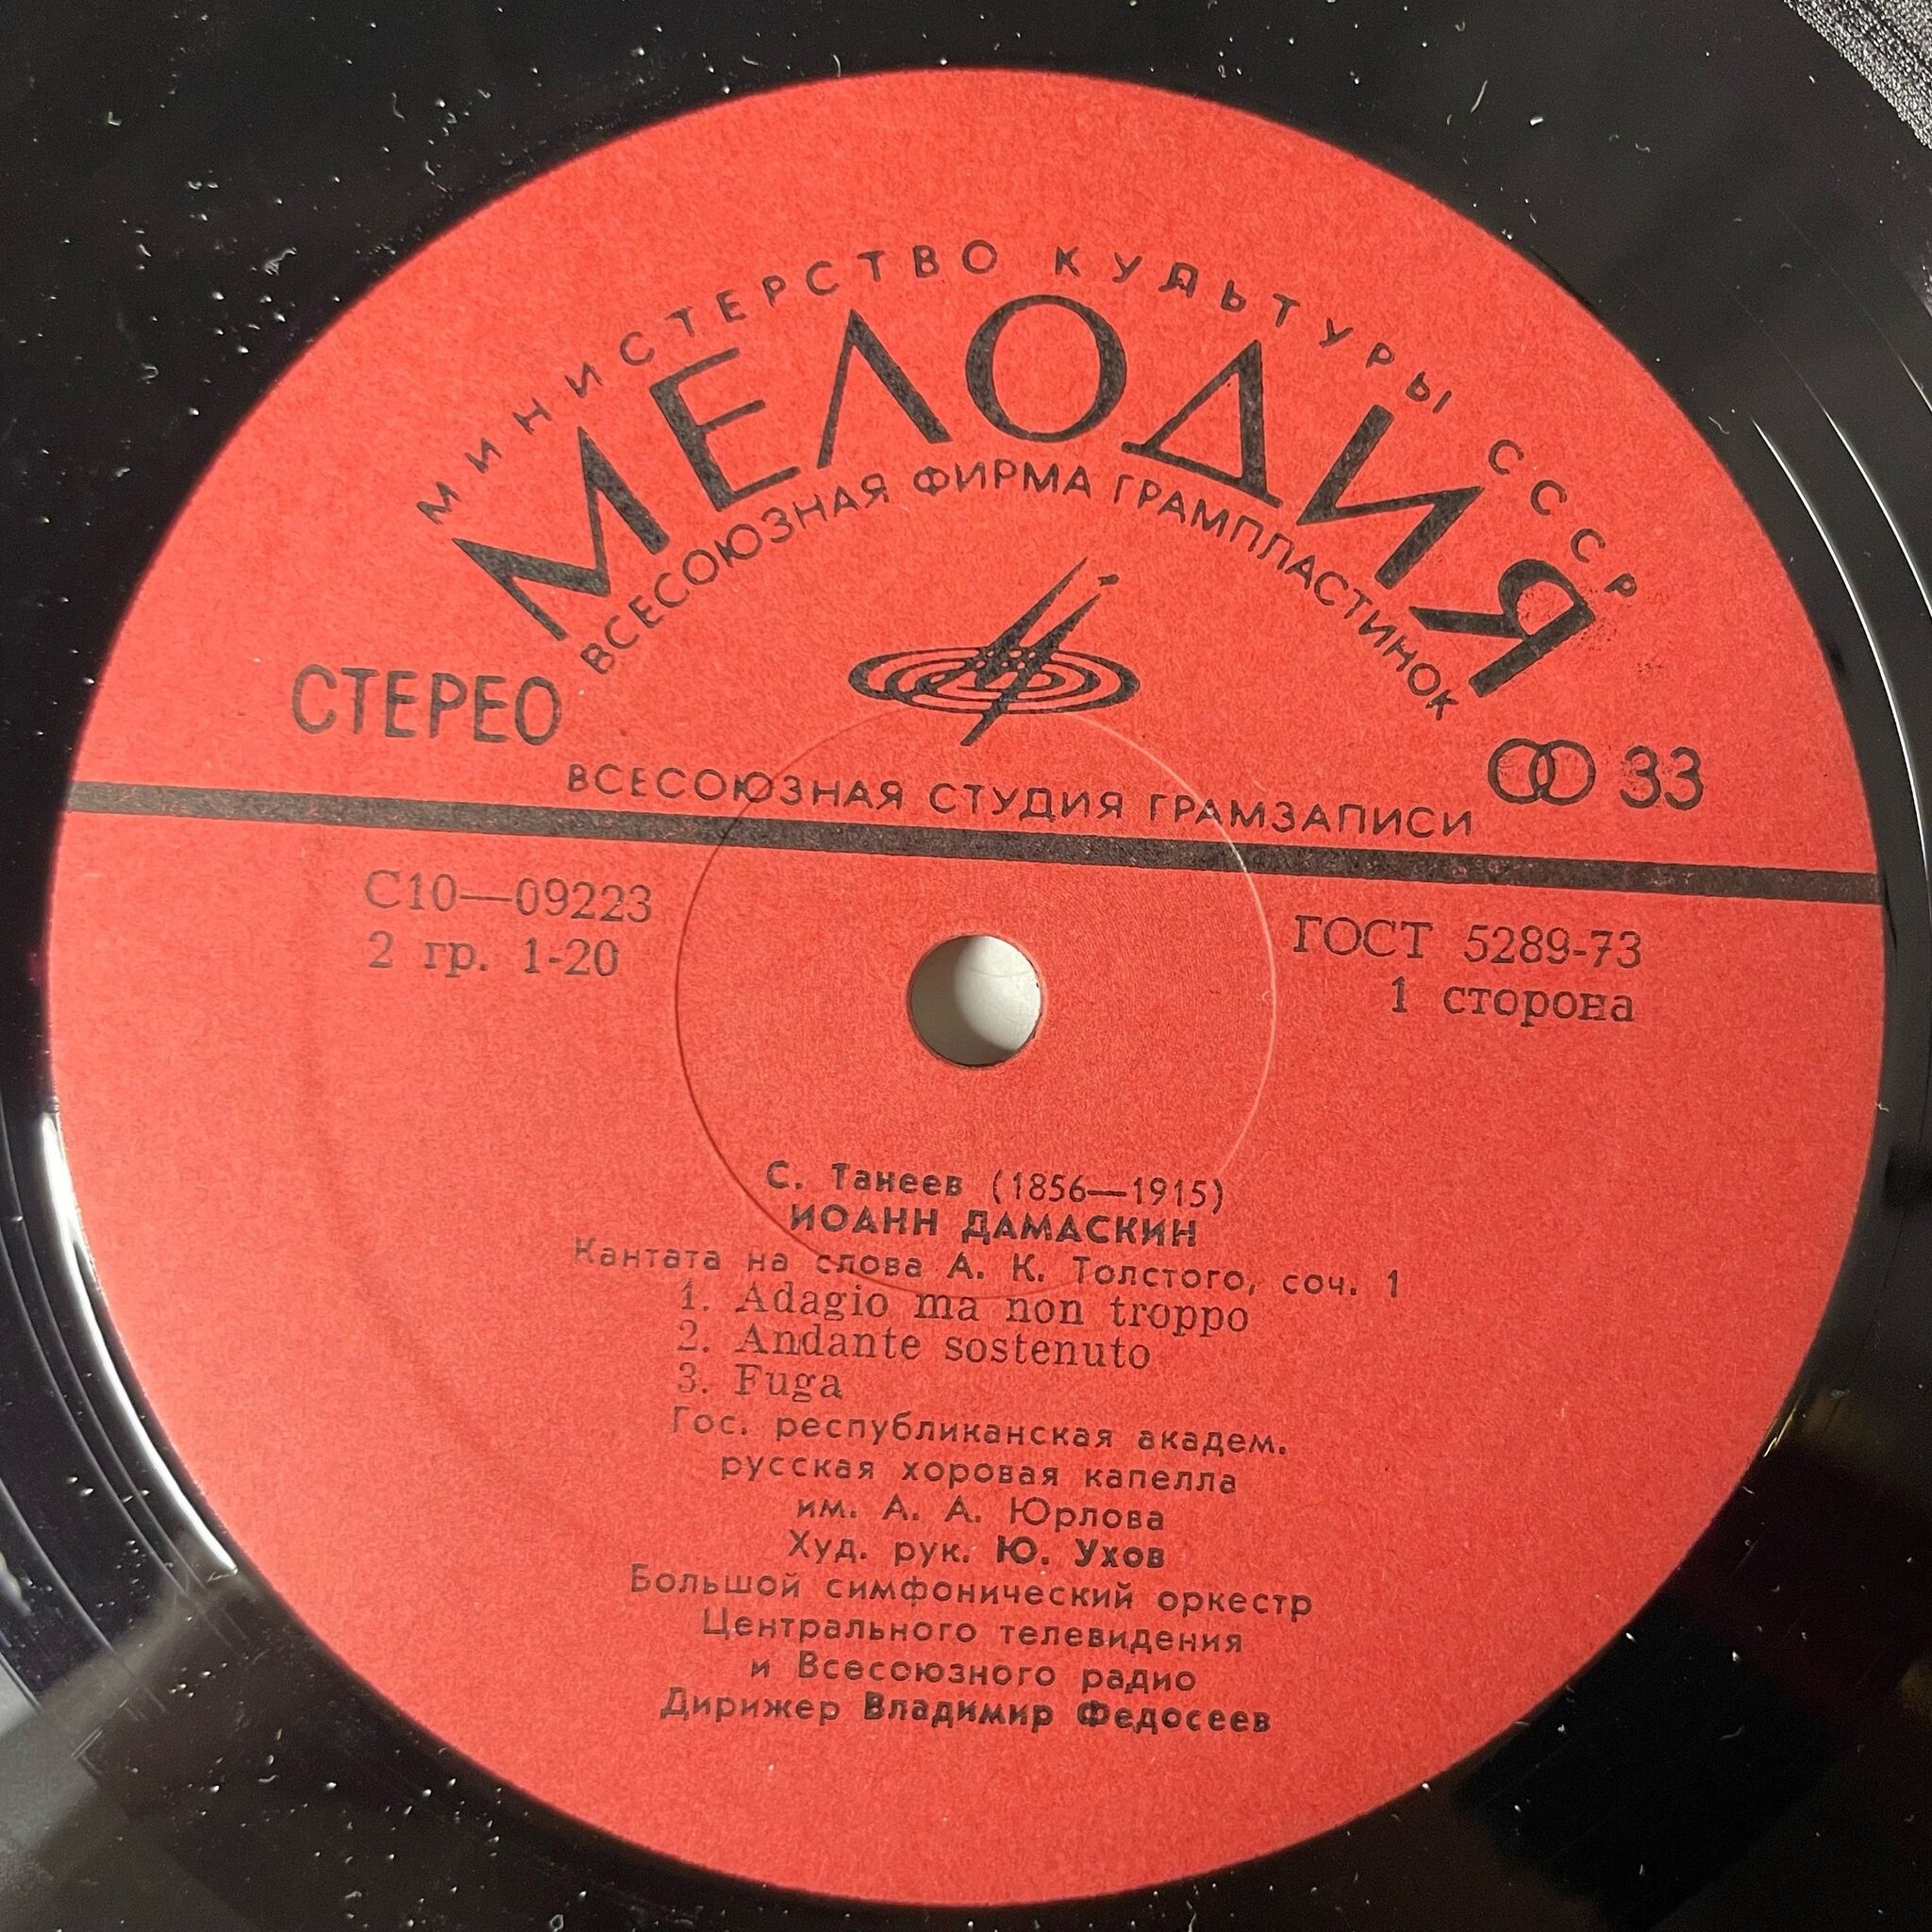 МИНИСТЕРСТВО КУЛЬТУРЫ СССР
МЕЛОДИЯ
ВСЕСОЮЗНАЯ ФИРМА ГРАМПЛАСТИНОК
СТЕРЕО
33
ВСЕСОЮЗНАЯ СТУДИЯ ГРАМЗАПИСИ
С10—09223
2 гр. 1-20
ГОСТ 5289-73
1 сторона
С. Танеев (1856—1915)
ИОАНН ДАМАСКИН
Кантата на слова А. К. Толстого, соч. 1
1. Adagio ma non troppo
2. Andante sostenuto
3. Fuga
Гос. республиканская академ.
русская хоровая капелла
им. А. А. Юрлова
Худ. рук. Ю. Ухов
Большой симфонический оркестр
Центрального телевидения
и Всесоюзного радио
Дирижер Владимир Федосеев